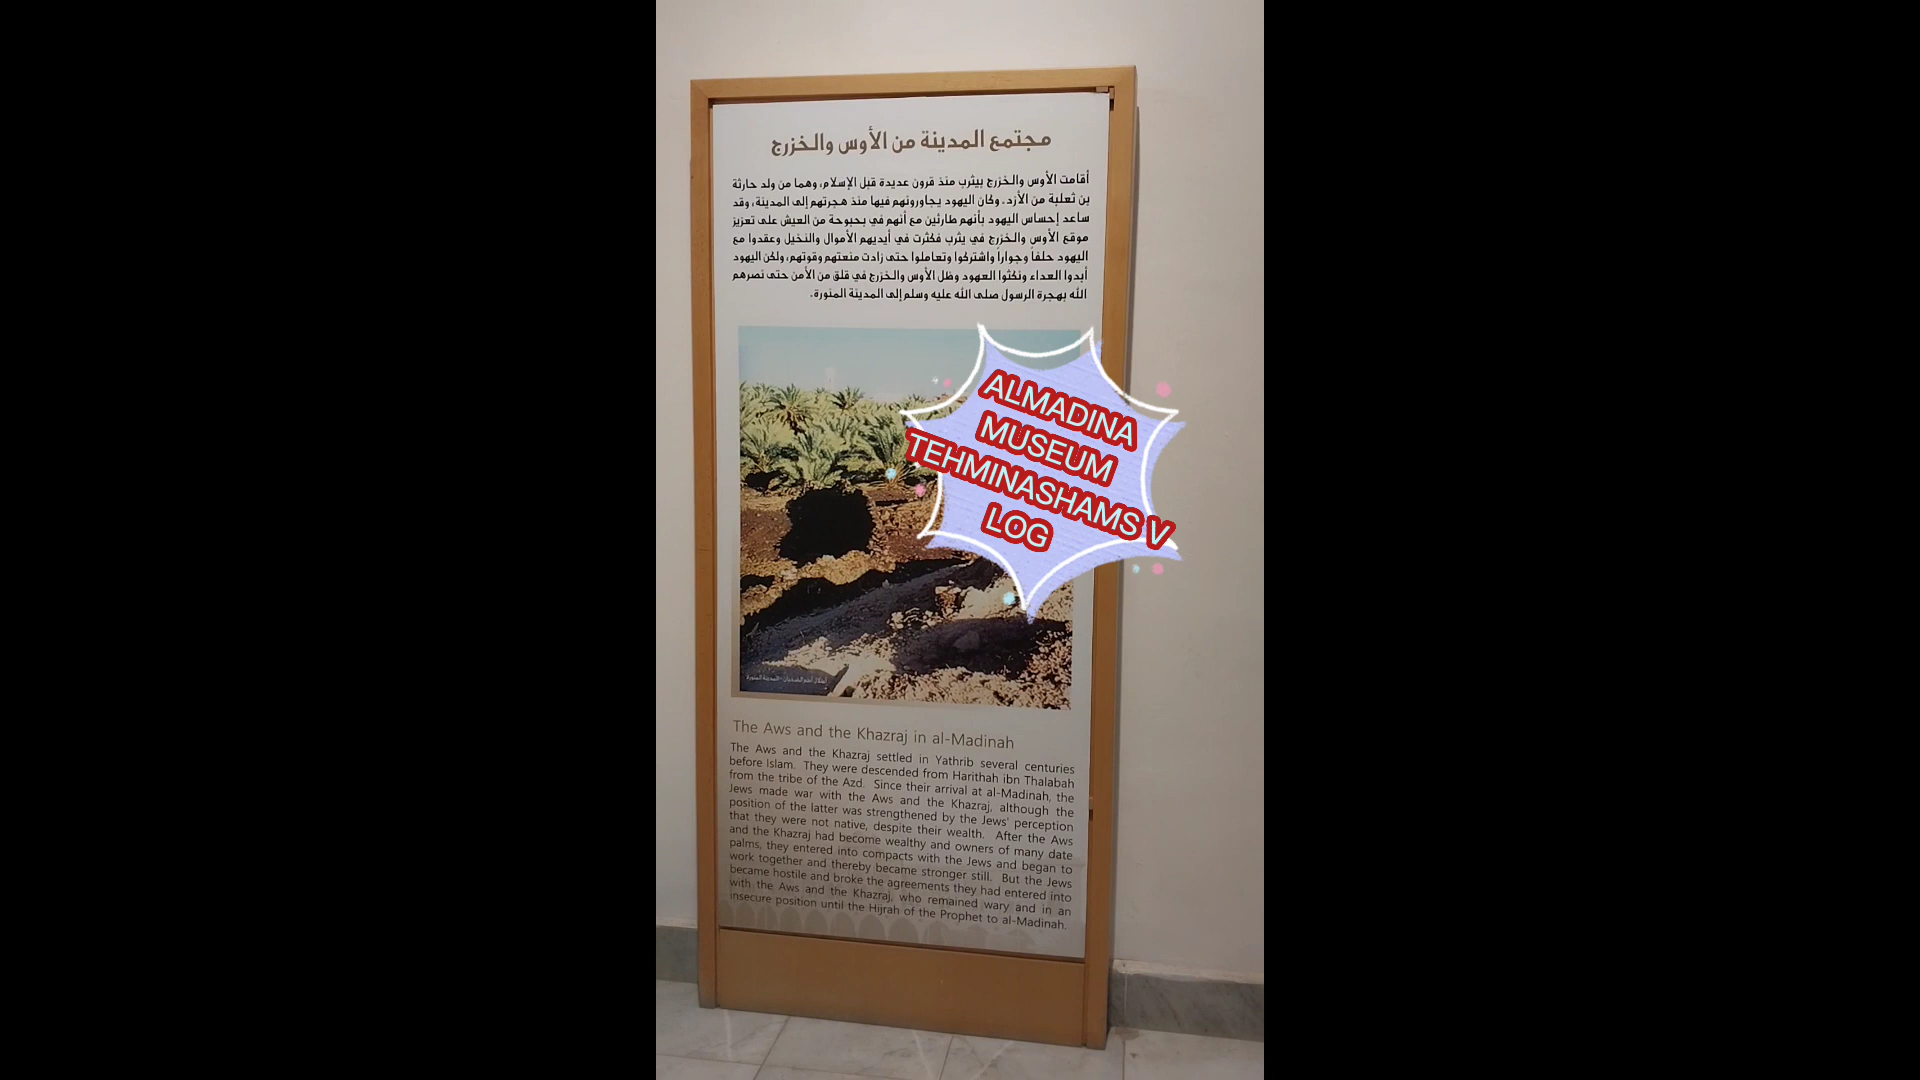 مجتمع المدينة من الأوس والخزرج
أقامت الأوس والخزرج بيثرب منذ قرون عديدة قبل الإسلام، وهما من ولد حارثة
بن ثعلبة من الأزد. وكان اليهود يجاورونهم فيها منذ هجرتهم إلى المدينة، وقد
ساعد إحساس اليهود بأنهم طارئين مع أنهم في بحبوحة من العيش على تعزيز
موقع الأوس والخزرج في يثرب فكثرت في أيديهم الأموال والنخيل وعقدوا مع
اليهود حلفاً وجواراً واشتركوا وتعاملوا حتى زادت منعتهم وقوتهم، ولكن اليهود
أبدوا العداء ونكثوا العهود وظل الأوس والخزرج في قلق من الأمن حتى نصرهم
الله بهجرة الرسول صلى الله عليه وسلم إلى المدينة المنورة.
ALMADINA
MUSEUM
TEHMINASHAMS V
LOG
أطلال أطم الضحيان - المدينة المنورة
The Aws and the Khazraj in al-Madinah
The Aws and the Khazraj settled in Yathrib several centuries
before Islam. They were descended from Harithah ibn Thalabah
from the tribe of the Azd. Since their arrival at al-Madinah, the
Jews made war with the Aws and the Khazraj, although the
position of the latter was strengthened by the Jews' perception
that they were not native, despite their wealth. After the Aws
and the Khazraj had become wealthy and owners of many date
palms, they entered into compacts with the Jews and began to
work together and thereby became stronger still. But the Jews
became hostile and broke the agreements they had entered into
with the Aws and the Khazraj, who remained wary and in an
insecure position until the Hijrah of the Prophet to al-Madinah.